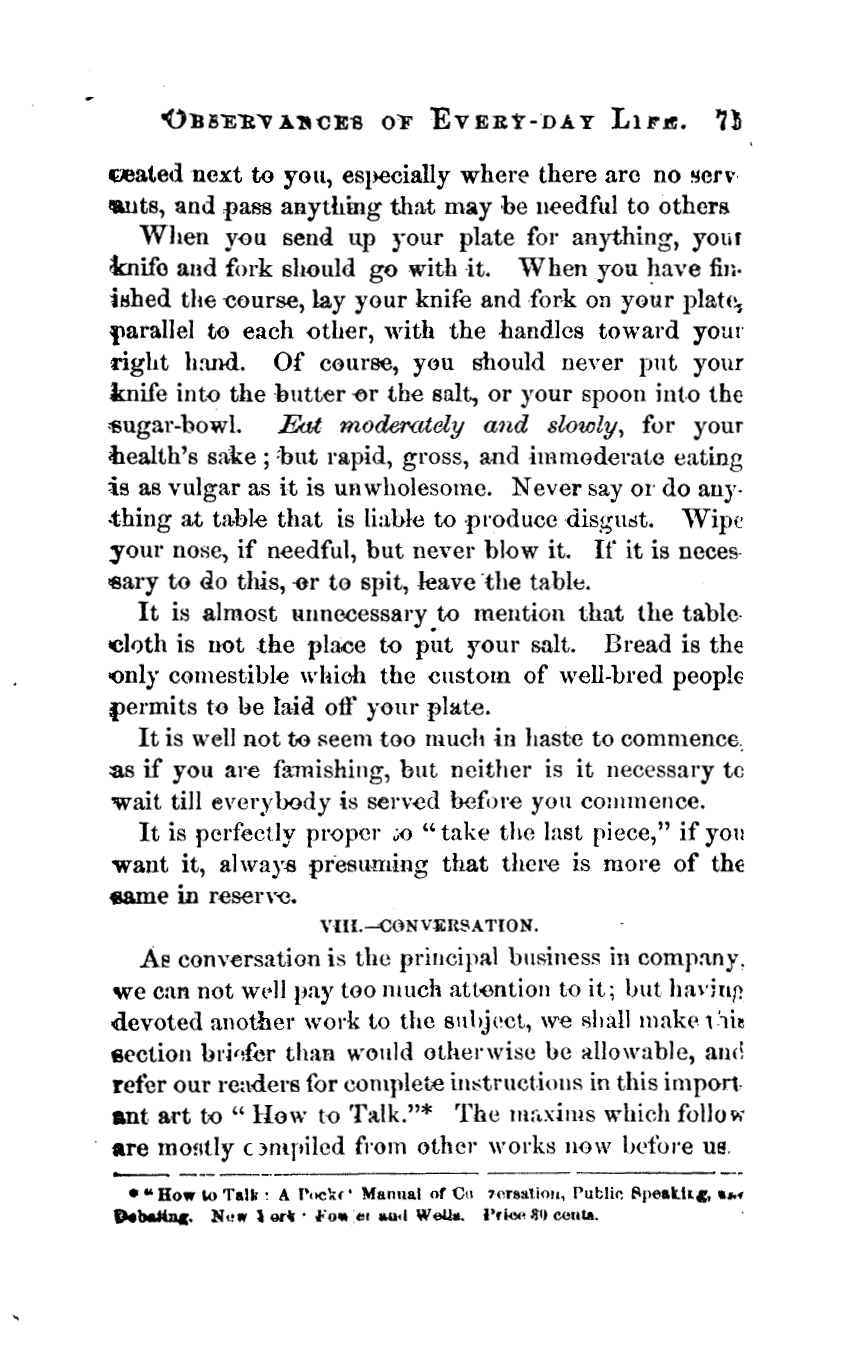 Observances of Every-day Life. 75
seated next to you, especially where there are no serv
ants, and pass anything that may be needful to others
When you send up your plate for anything, your
knife and fork should go with it. When you have fin-
ished the course, lay your knife and fork on your plate,
parallel to each other, with the handles toward your
right hand. Of course, you should never put your
knife into the butter or the salt, or your spoon into the
sugar-bowl. Eat moderately and slowly, for your
health's sake; but rapid, gross, and immoderate eating
is as vulgar as it is unwholesome. Never say or do any-
thing at table that is liable to produce disgust. Wipe
your nose, if needful, but never blow it. If it is neces-
sary to do this, or to spit, leave the table.
It is almost unnecessary to mention that the table-
cloth is not the place to put your salt. Bread is the
only comestible which the custom of well-bred people
permits to be laid off your plate.
It is well not to seem too much in haste to commence,
as if you are famishing, but neither is it necessary to
wait till everybody is served before you commence.
It is perfectly proper to "take the last piece," if you
want it, always presuming that there is more of the
same in reserve.
VIII.—CONVERSATION.
As conversation is the principal business in company,
we can not well pay too much attention to it; but having
devoted another work to the subject, we shall make this
section briefer than would otherwise be allowable, and
refer our readers for complete instructions in this import-
ant art to "How to Talk."* The maxims which follow
are mostly compiled from other works now before us.
* "How to Talk: A Pocket Manual of Conversation, Public Speaking, and
Debating. New York: Fowler and Wells. Price 80 cents.